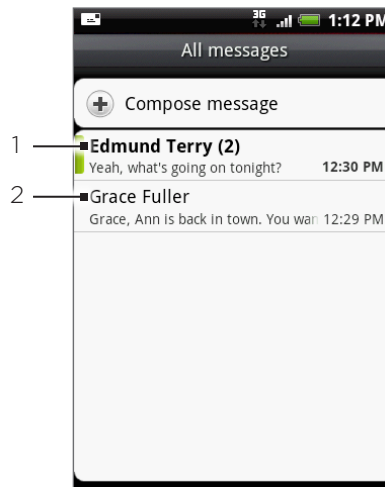 3G
1:12 PM
All messages
Compose message
1
Edmund Terry (2)
Yeah, what's going on tonight? 12:30 PM
2
Grace Fuller
Grace, Ann is back in town. You wan 12:29 PM